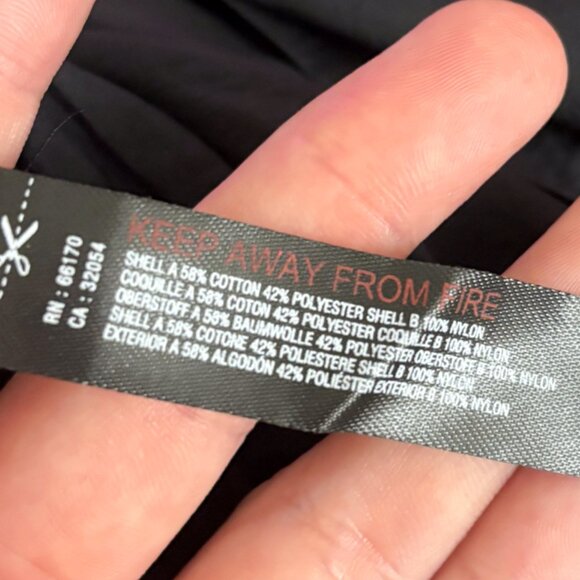 RN : 66170
CA : 32054
KEEP AWAY FROM FIRE
SHELL A 58% COTTON 42% POLYESTER SHELL B 100% NYLON
COQUILLE A 58% COTON 42% POLYESTER COQUILLE B 100% NYLON
OBERSTOFF A 58% BAUMWOLLE 42% POLYESTER OBERSTOFF B 100% NYLON
SHELL A 58% COTONE 42% POLIESTERE SHELL B 100% NYLON
EXTERIOR A 58% ALGODÓN 42% POLIÉSTER EXTERIOR B 100% NYLON